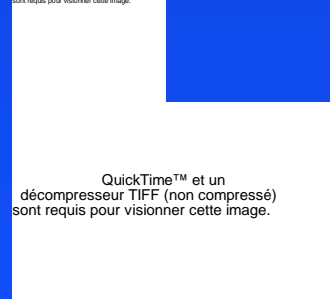 sont requis pour visionner cette image.
QuickTime™ et un
décompresseur TIFF (non compressé)
sont requis pour visionner cette image.